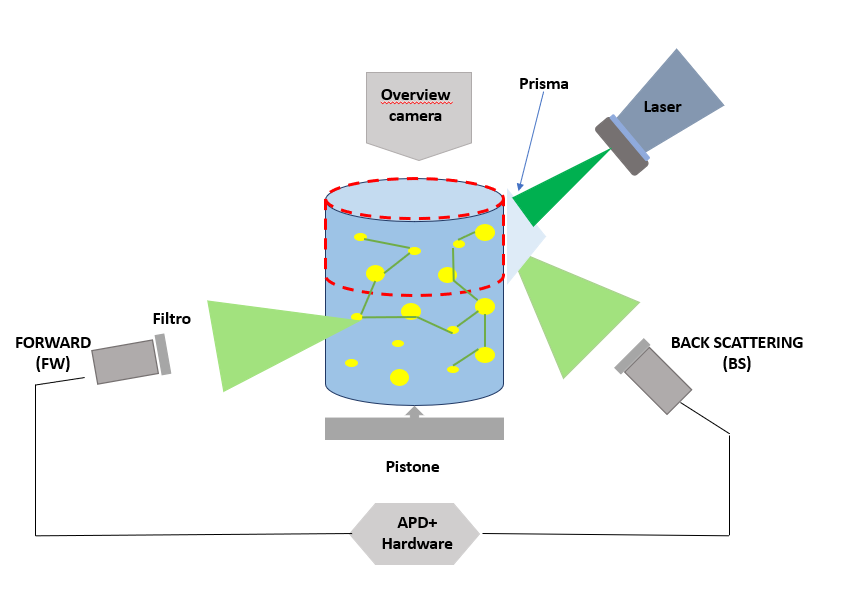 Overview
camera
Prisma
Laser
Filtro
FORWARD
(FW)
BACK SCATTERING
(BS)
Pistone
APD+
Hardware